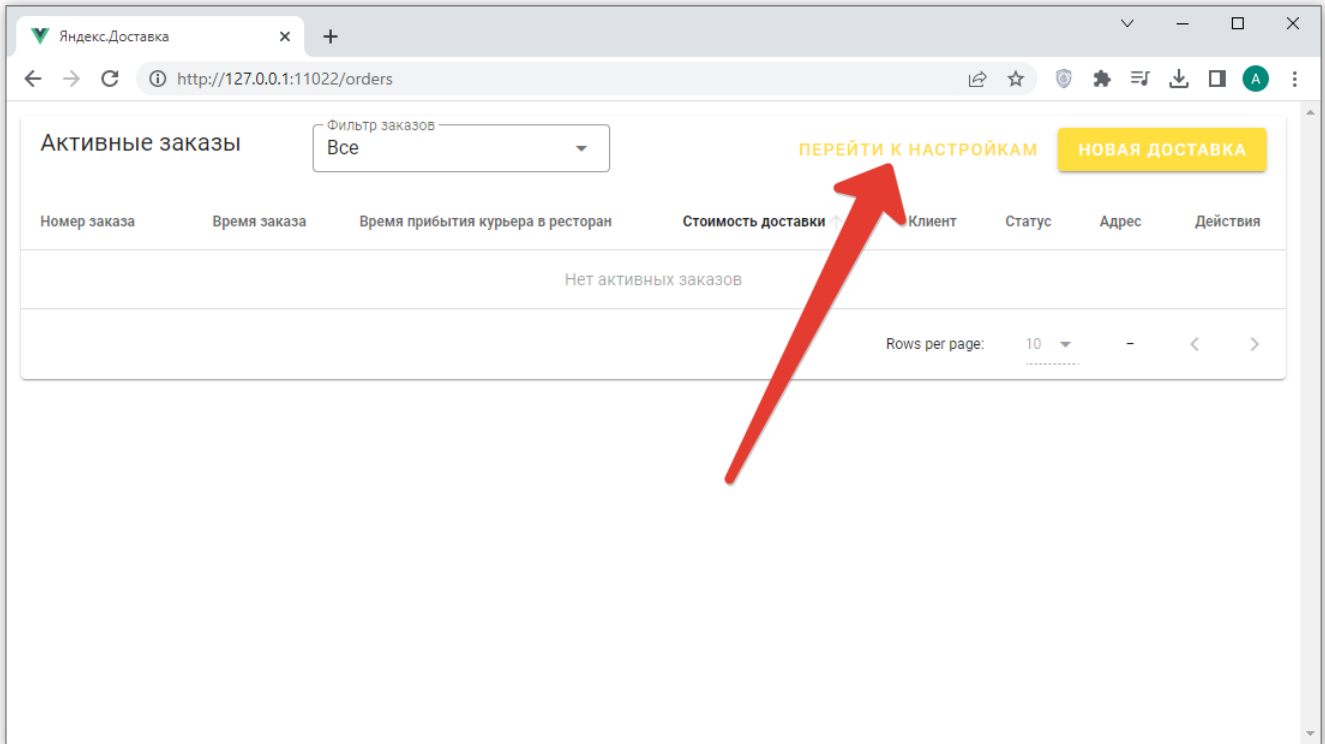 Яндекс.Доставка
http://127.0.0.1:11022/orders
A
Активные заказы
Фильтр заказов
Все
ПЕРЕЙТИ К НАСТРОЙКАМ
НОВАЯ ДОСТАВКА
Номер заказа Время заказа Время прибытия курьера в ресторан Стоимость доставки Клиент Статус Адрес Действия
Нет активных заказов
Rows per page: 10 –